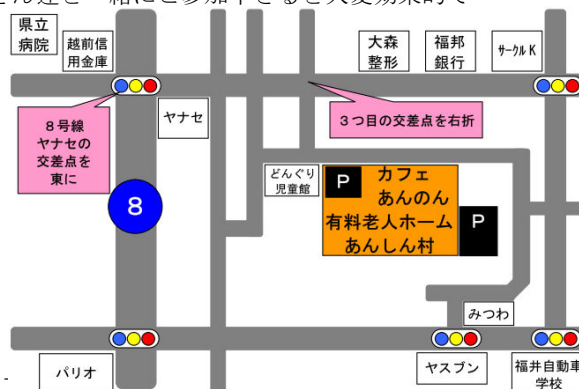 県立
病院
越前信
用金庫
大森
整形
福邦
銀行
サークルK
ヤナセ
8号線
ヤナセの
交差点を
東に
3つ目の交差点を右折
どんぐり
児童館
P
カフェ
あんのん
有料老人ホーム
あんしん村
P
8
みつわ
パリオ
ヤスブン
福井自動車
学校